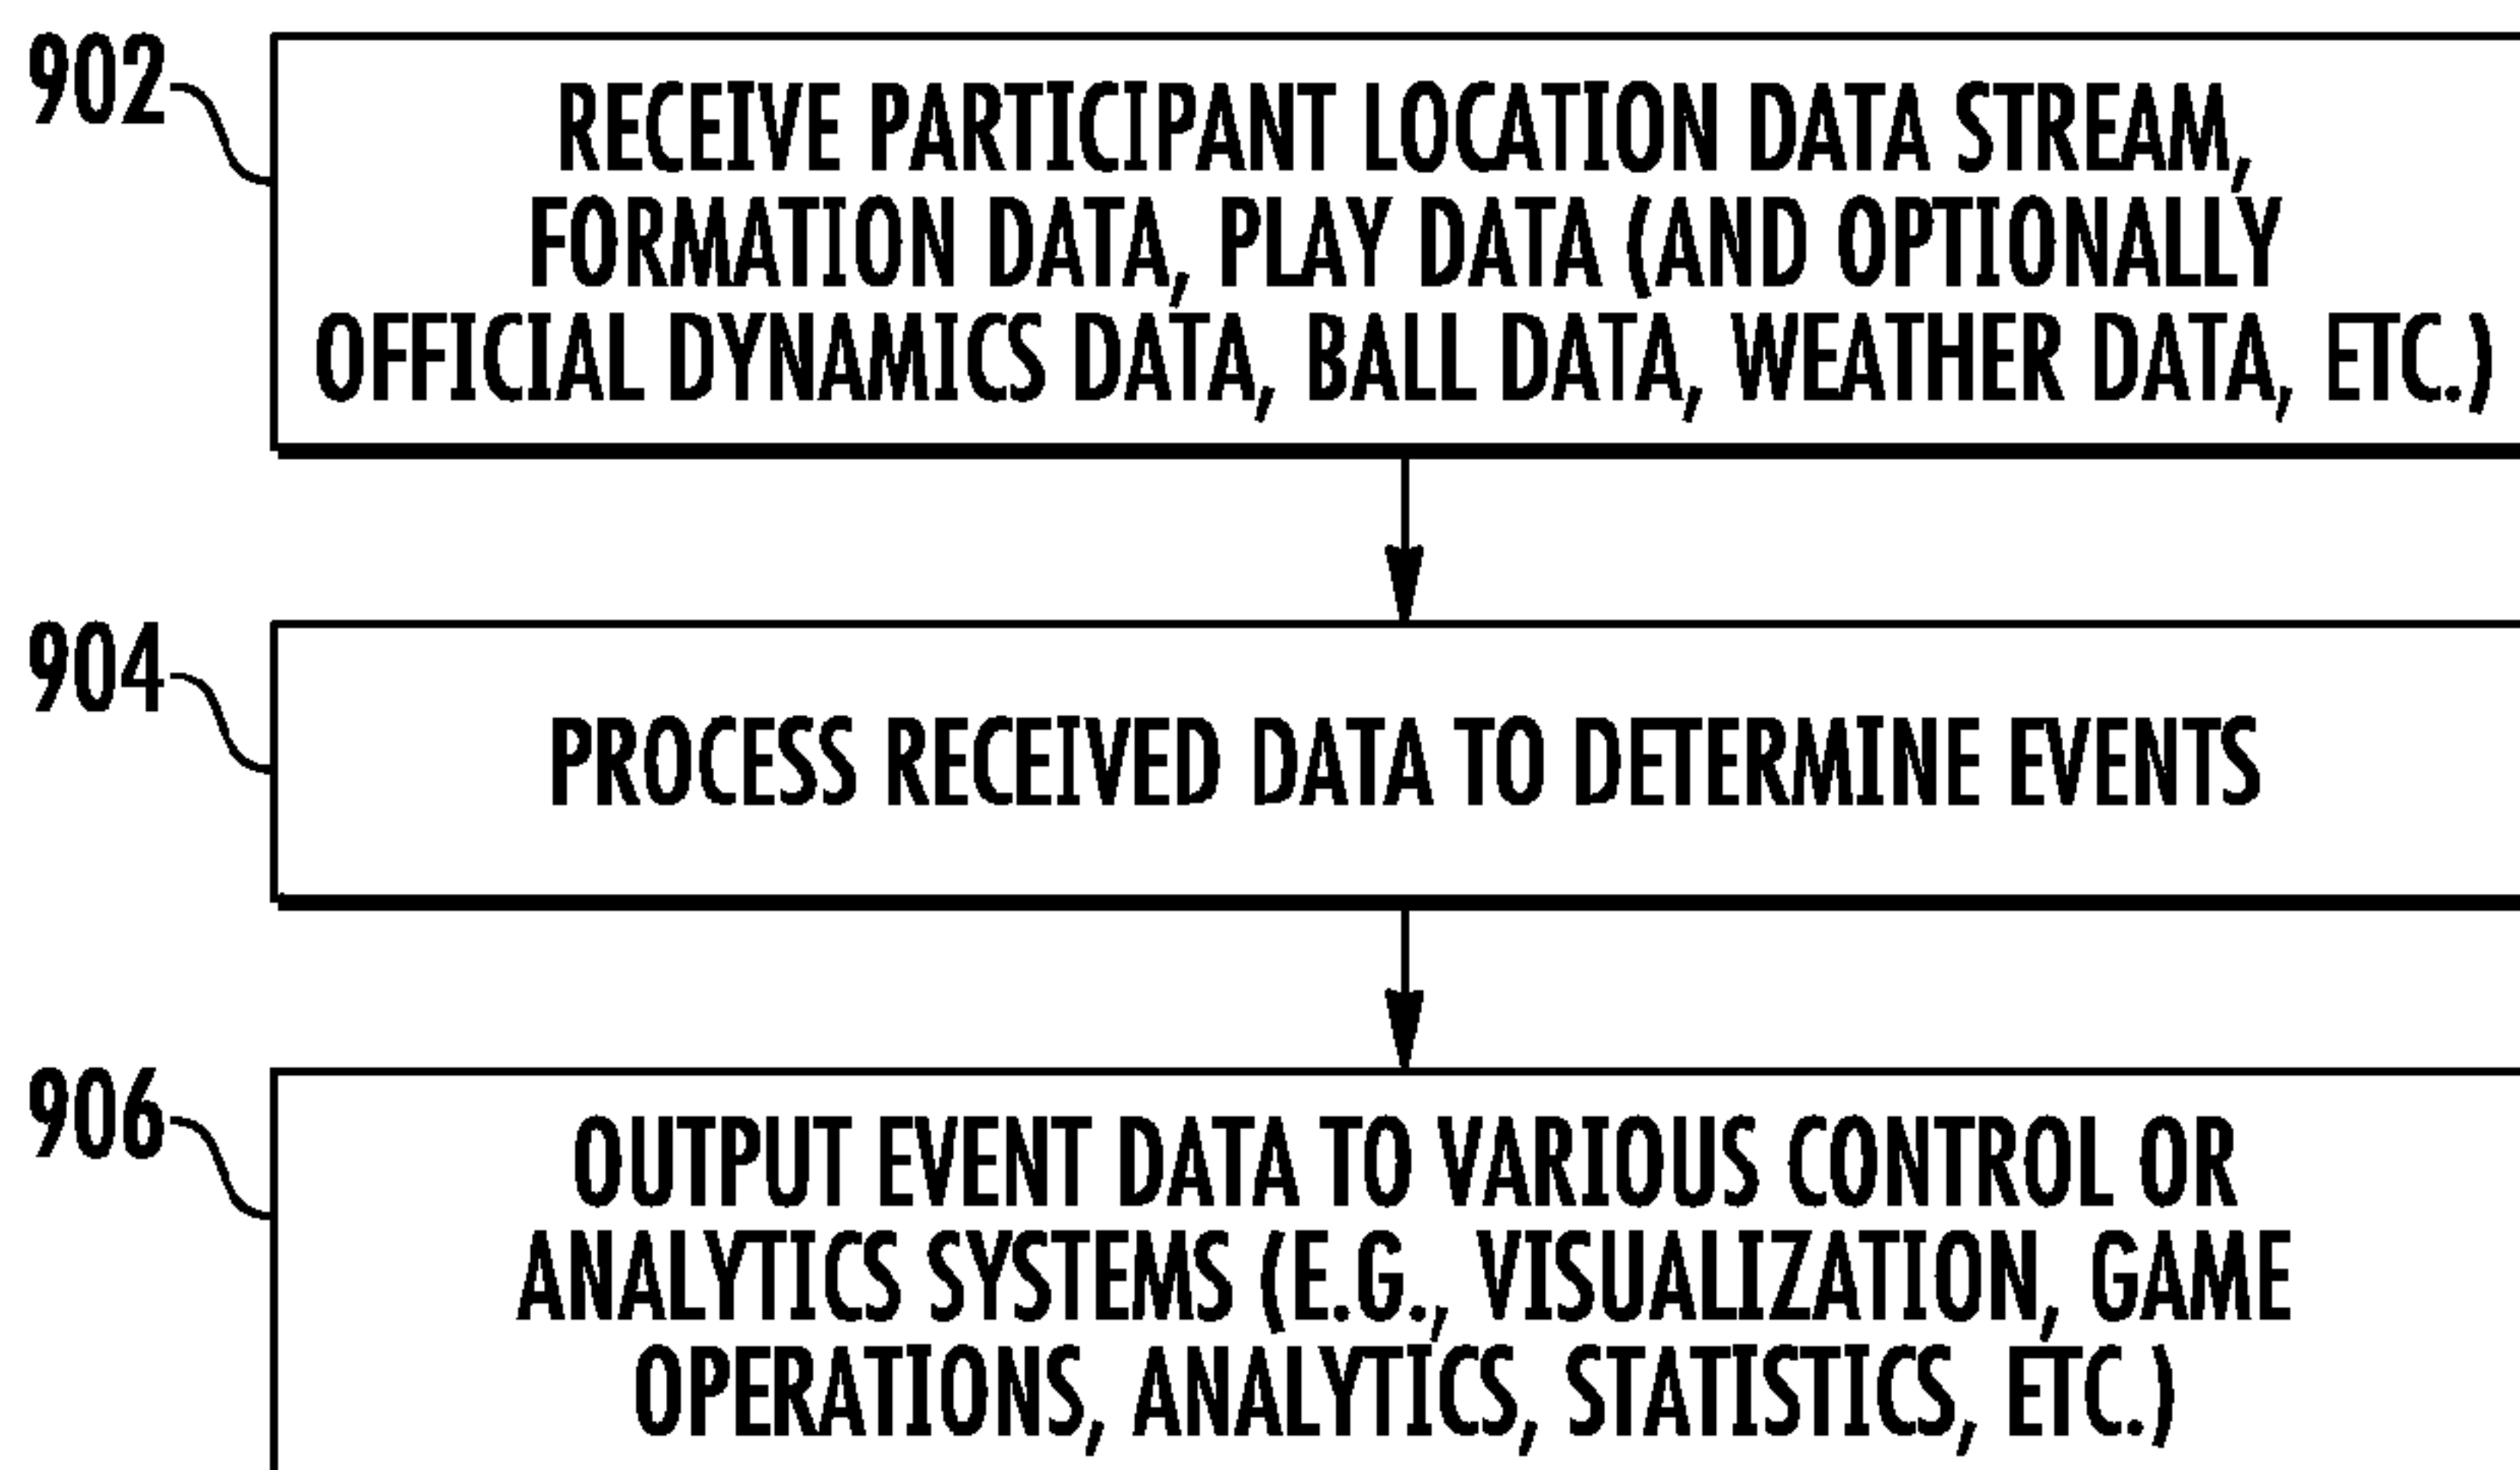 902
RECEIVE PARTICIPANT LOCATION DATA STREAM,
FORMATION DATA, PLAY DATA (AND OPTIONALLY
OFFICIAL DYNAMICS DATA, BALL DATA, WEATHER DATA, ETC.)
904
PROCESS RECEIVED DATA TO DETERMINE EVENTS
906
OUTPUT EVENT DATA TO VARIOUS CONTROL OR
ANALYTICS SYSTEMS (E.G., VISUALIZATION, GAME
OPERATIONS, ANALYTICS, STATISTICS, ETC.)